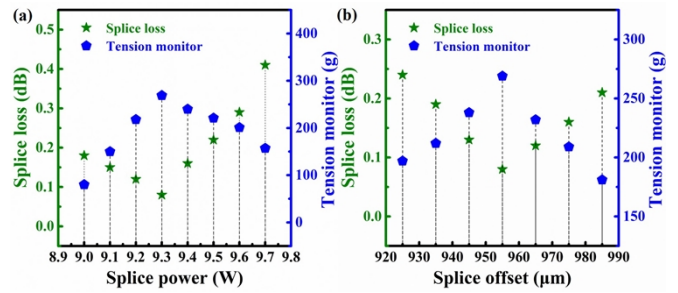 (a)
Splice loss
Tension monitor
0.5
0.4
0.3
0.2
0.1
0.0
Splice loss (dB)
400
300
200
100
0
Tension monitor (g)
8.9 9.0 9.1 9.2 9.3 9.4 9.5 9.6 9.7 9.8
Splice power (W)
(b)
Splice loss
Tension monitor
0.3
0.2
0.1
0.0
Splice loss (dB)
300
250
200
150
Tension monitor (g)
920 930 940 950 960 970 980 990
Splice offset (μm)